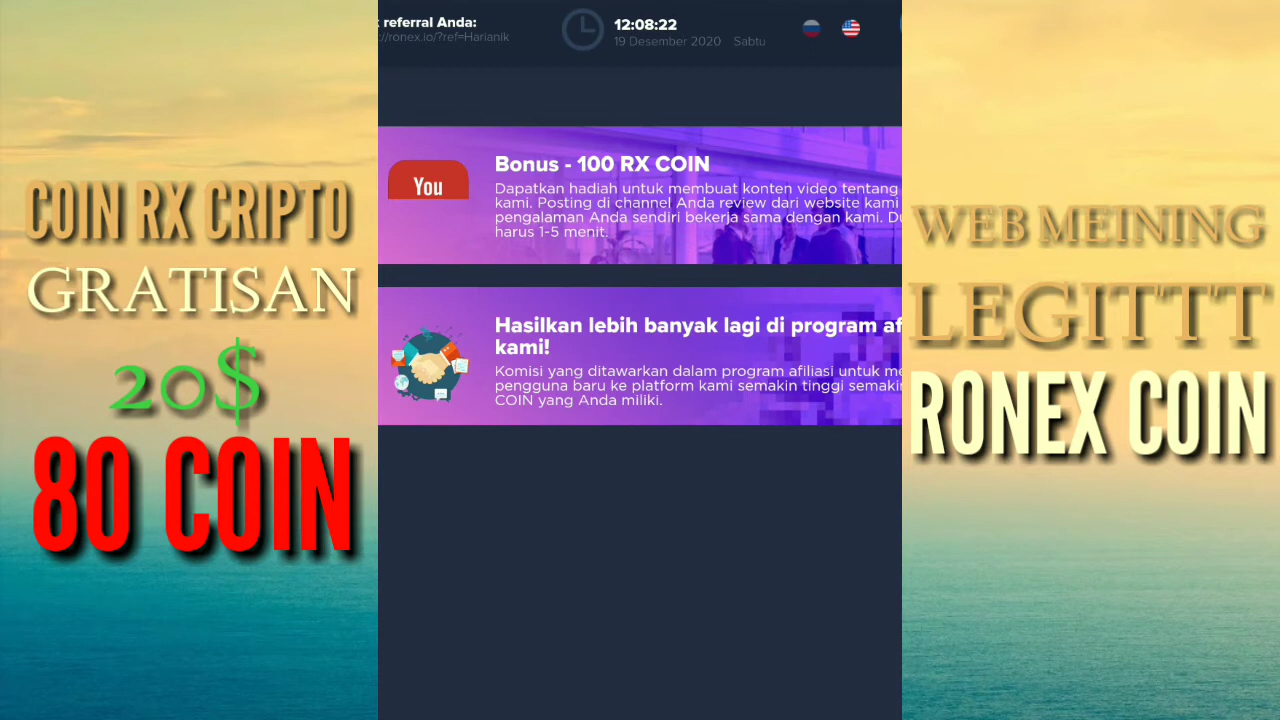 COIN RX CRIPTO
GRATISAN
20$
80 COIN
referral Anda:
://ronex.io/?ref=Harianik
12:08:22
19 Desember 2020 Sabtu
You
Bonus - 100 RX COIN
Dapatkan hadiah untuk membuat konten video tentang
kami. Posting di channel Anda review dari website kami
pengalaman Anda sendiri bekerja sama dengan kami. Du
harus 1-5 menit.
Hasilkan lebih banyak lagi di program af
kami!
Komisi yang ditawarkan dalam program afiliasi untuk me
pengguna baru ke platform kami semakin tinggi semaki
COIN yang Anda miliki.
WEB MEINING
LEGITTT
RONEX COIN